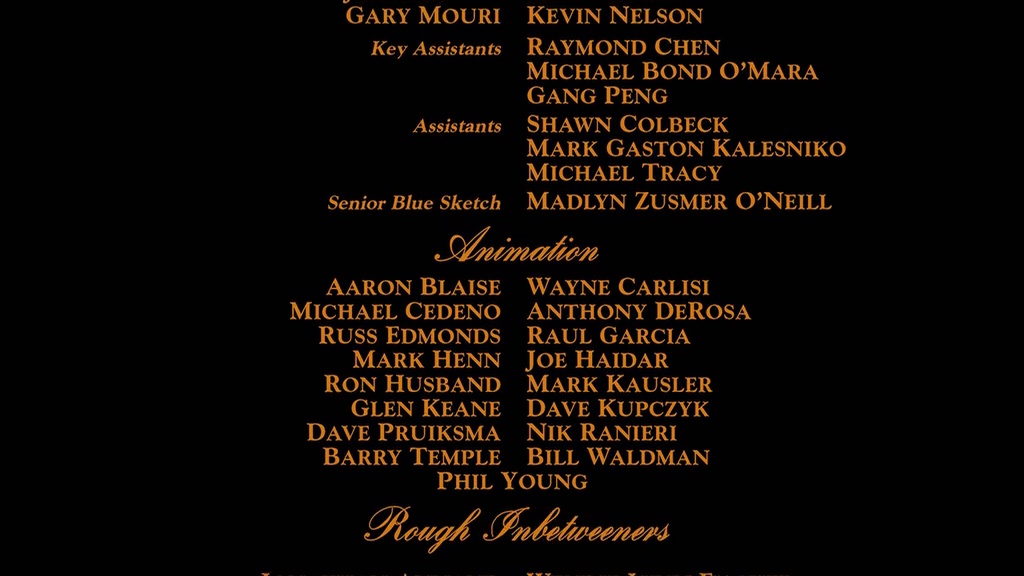 GARY MOURI KEVIN NELSON
Key Assistants RAYMOND CHEN
MICHAEL BOND O'MARA
GANG PENG
Assistants SHAWN COLBECK
MARK GASTON KALESNIKO
MICHAEL TRACY
Senior Blue Sketch MADLYN ZUSMER O'NEILL
Animation
AARON BLAISE WAYNE CARLISI
MICHAEL CEDENO ANTHONY DEROSA
RUSS EDMONDS RAUL GARCIA
MARK HENN JOE HAIDAR
RON HUSBAND MARK KAUSLER
GLEN KEANE DAVE KUPCZYK
DAVE PRUIKSMA NIK RANIERI
BARRY TEMPLE BILL WALDMAN
PHIL YOUNG
Rough Inbetweeners